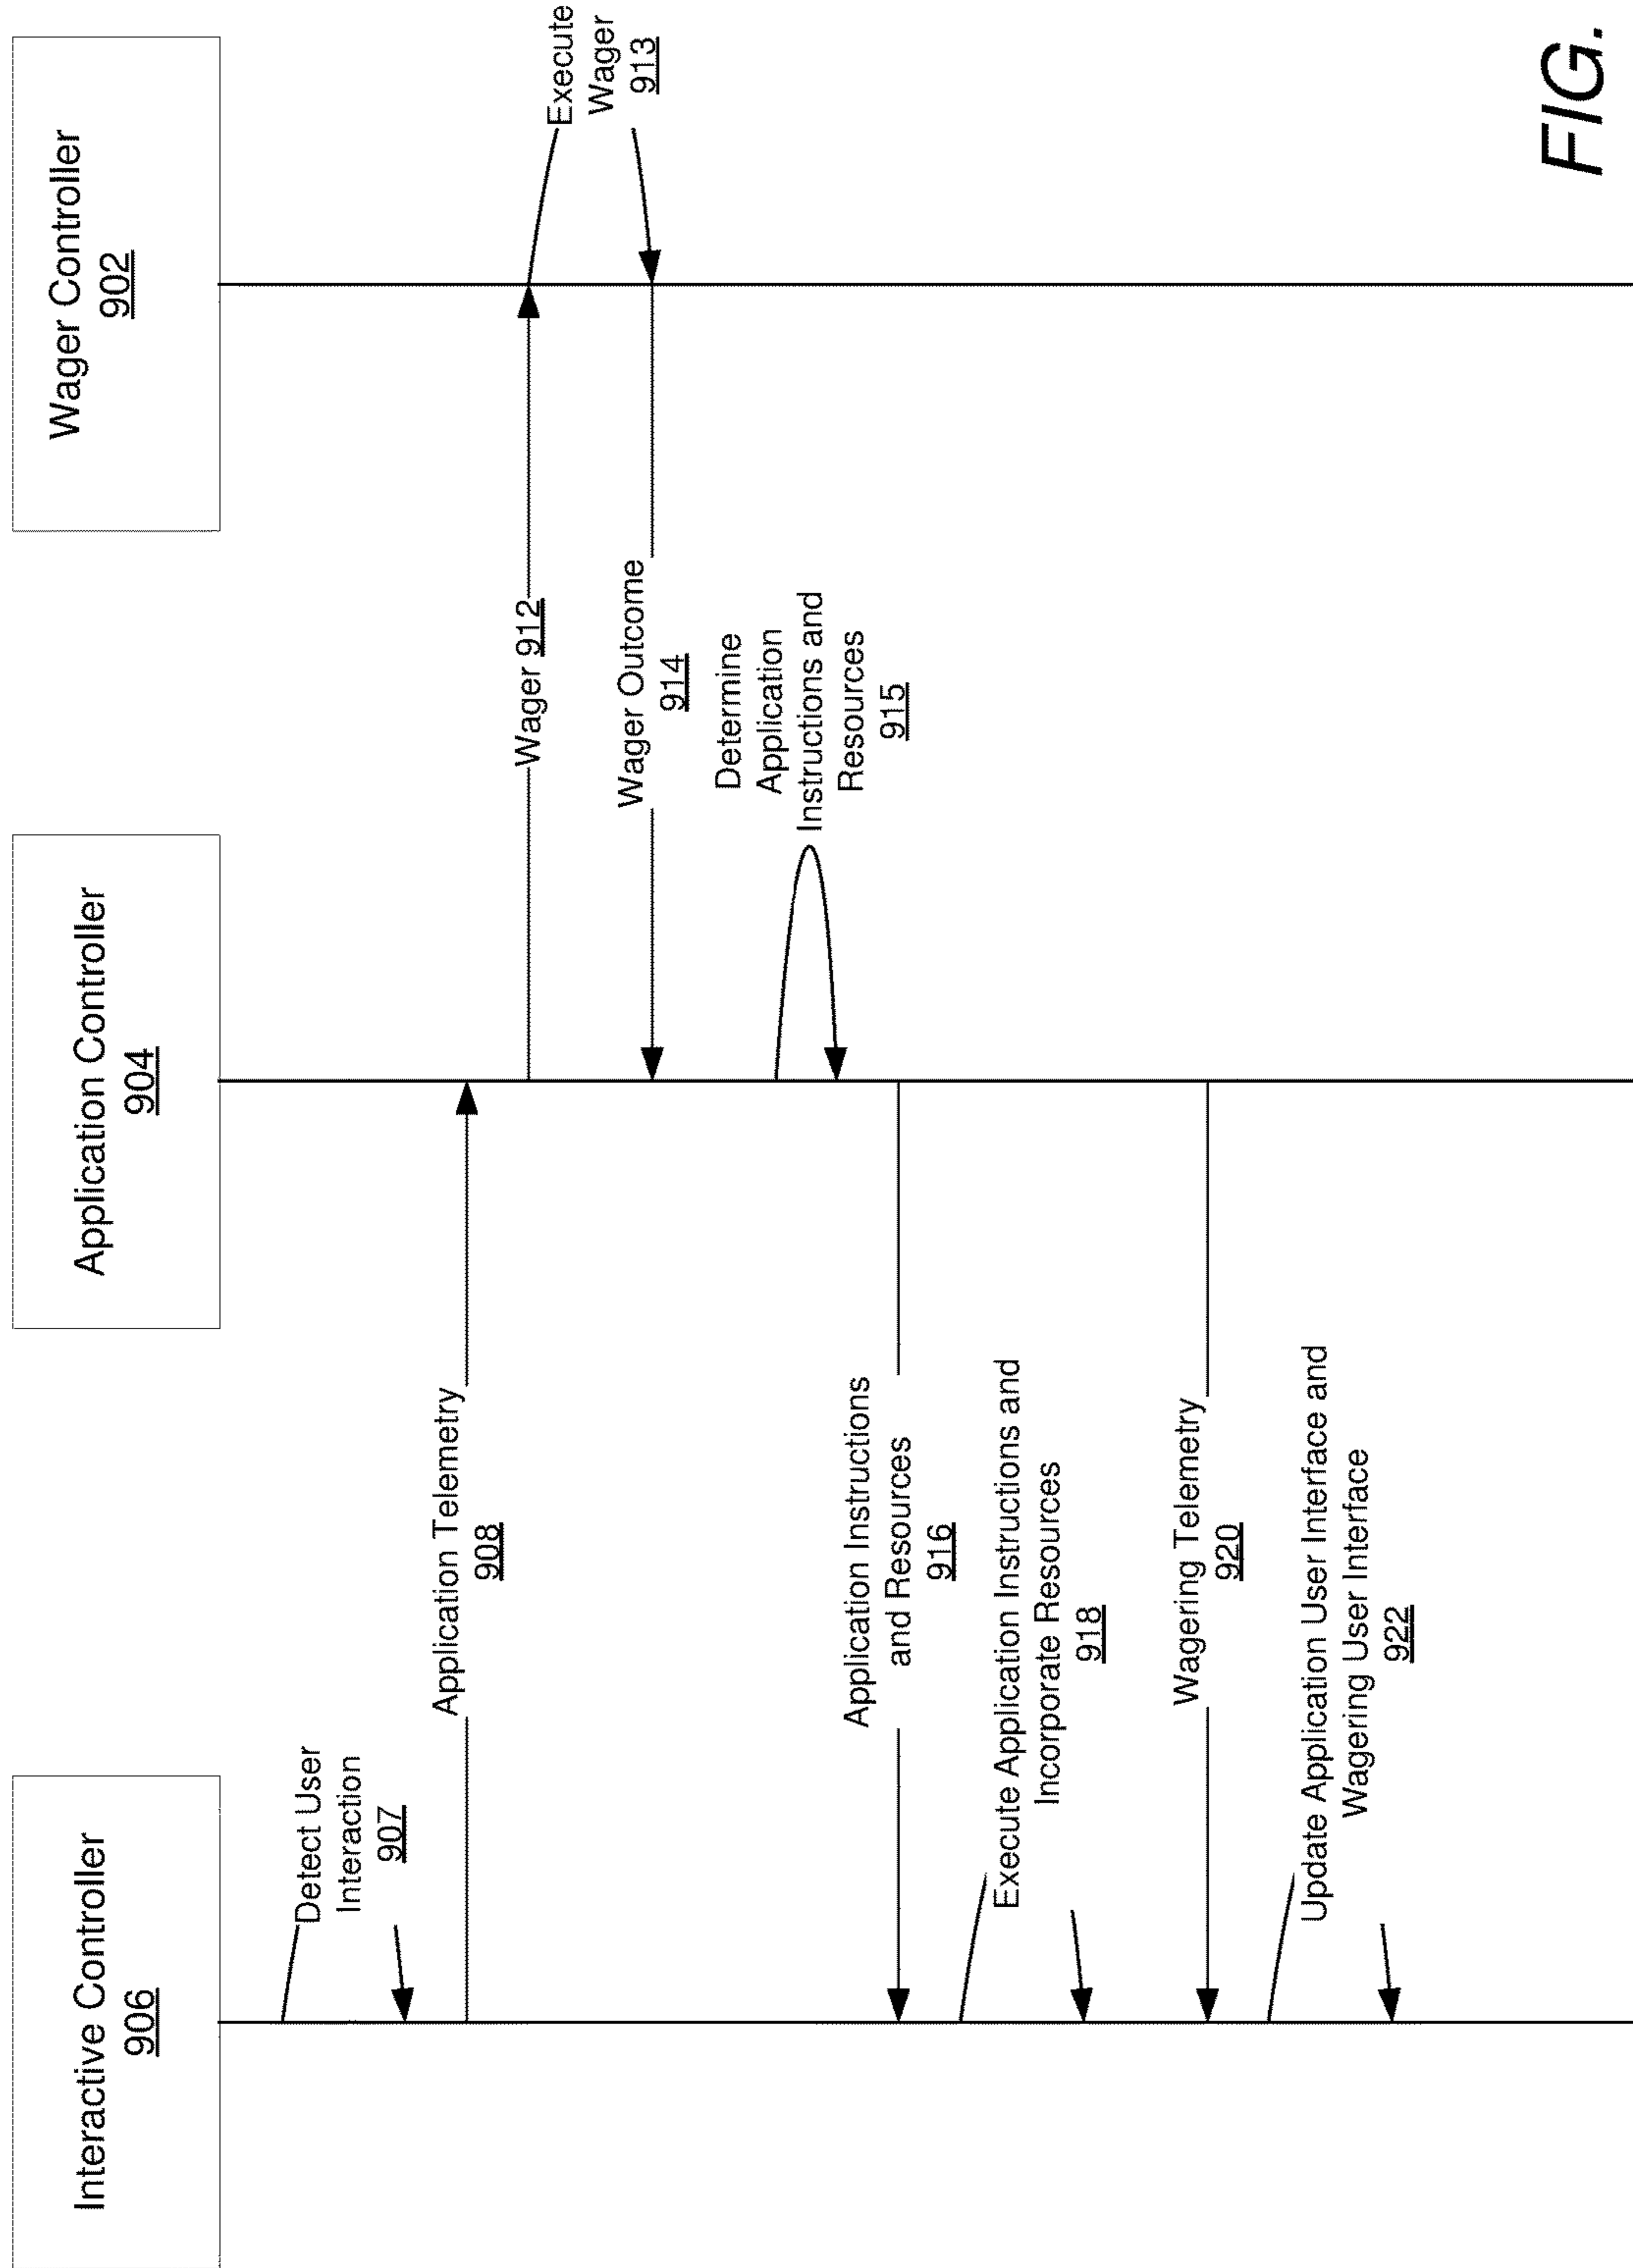 Interactive Controller
906
Application Controller
904
Wager Controller
902
Detect User
Interaction
907
Application Telemetry
908
Wager 912
Execute
Wager
913
Wager Outcome
914
Determine
Application
Instructions and
Resources
915
Application Instructions
and Resources
916
Execute Application Instructions and
Incorporate Resources
918
Wagering Telemetry
920
Update Application User Interface and
Wagering User Interface
922
FIG.